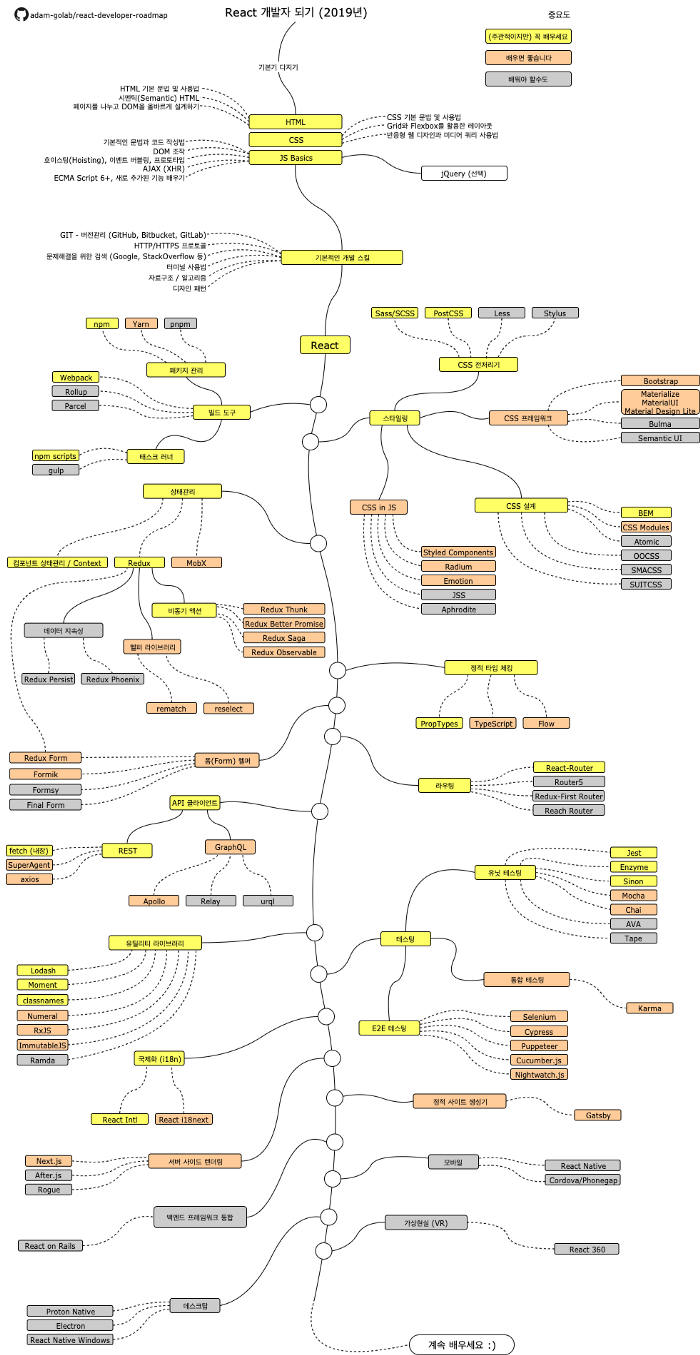 adam-golab/react-developer-roadmap
React 개발자 되기 (2019년)
중요도
(주관적이지만) 꼭 배우세요
배우면 좋습니다
배워야 할수도
기본기 다지기
HTML 기본 문법 및 사용법
시멘틱(Semantic) HTML
페이지를 나누고 DOM을 올바르게 설계하기
HTML
CSS
JS Basics
CSS 기본 문법 및 사용법
Grid와 Flexbox를 활용한 레이아웃
반응형 웹 디자인과 미디어 쿼리 사용법
기본적인 문법과 코드 작성법
DOM 조작
호이스팅(Hoisting), 이벤트 버블링, 프로토타입
AJAX (XHR)
ECMA Script 6+, 새로 추가된 기능 배우기
jQuery (선택)
GIT - 버전관리 (GitHub, Bitbucket, GitLab)
HTTP/HTTPS 프로토콜
문제해결을 위한 검색 (Google, StackOverflow 등)
터미널 사용법
자료구조 / 알고리즘
디자인 패턴
기본적인 개발 스킬
React
npm
Yarn
pnpm
패키지 관리
Webpack
Rollup
Parcel
빌드 도구
npm scripts
gulp
태스크 러너
Sass/SCSS
PostCSS
Less
Stylus
CSS 전처리기
스타일링
CSS 프레임워크
Bootstrap
Materialize
MaterialUI
Material Design Lite
Bulma
Semantic UI
CSS in JS
Styled Components
Radium
Emotion
JSS
Aphrodite
CSS 설계
BEM
CSS Modules
Atomic
OOCSS
SMACSS
SUITCSS
상태관리
컴포넌트 상태관리 / Context
Redux
MobX
비동기 액션
Redux Thunk
Redux Better Promise
Redux Saga
Redux Observable
데이터 지속성
Redux Persist
Redux Phoenix
헬퍼 라이브러리
rematch
reselect
정적 타입 체킹
PropTypes
TypeScript
Flow
폼(Form) 헬퍼
Redux Form
Formik
Formsy
Final Form
라우팅
React-Router
Router5
Redux-First Router
Reach Router
API 클라이언트
REST
fetch (내장)
SuperAgent
axios
GraphQL
Apollo
Relay
urql
테스팅
유닛 테스팅
Jest
Enzyme
Sinon
Mocha
Chai
AVA
Tape
통합 테스팅
Karma
E2E 테스팅
Selenium
Cypress
Puppeteer
Cucumber.js
Nightwatch.js
유틸리티 라이브러리
Lodash
Moment
classnames
Numeral
RxJS
ImmutableJS
Ramda
국제화 (i18n)
React Intl
React i18next
정적 사이트 생성기
Gatsby
서버 사이드 렌더링
Next.js
After.js
Rogue
모바일
React Native
Cordova/Phonegap
백엔드 프레임워크 통합
React on Rails
가상현실 (VR)
React 360
데스크탑
Proton Native
Electron
React Native Windows
계속 배우세요 :)